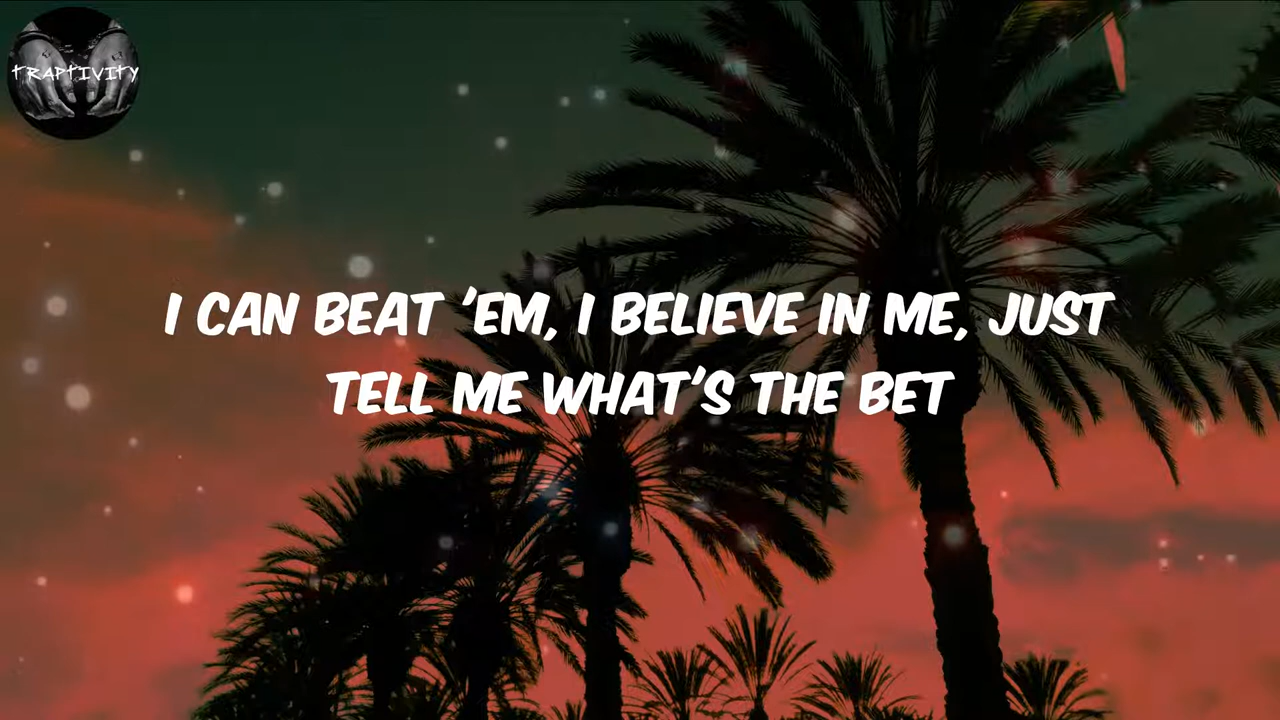 TRAPTIVITY
I CAN BEAT 'EM, I BELIEVE IN ME, JUST
TELL ME WHAT'S THE BET